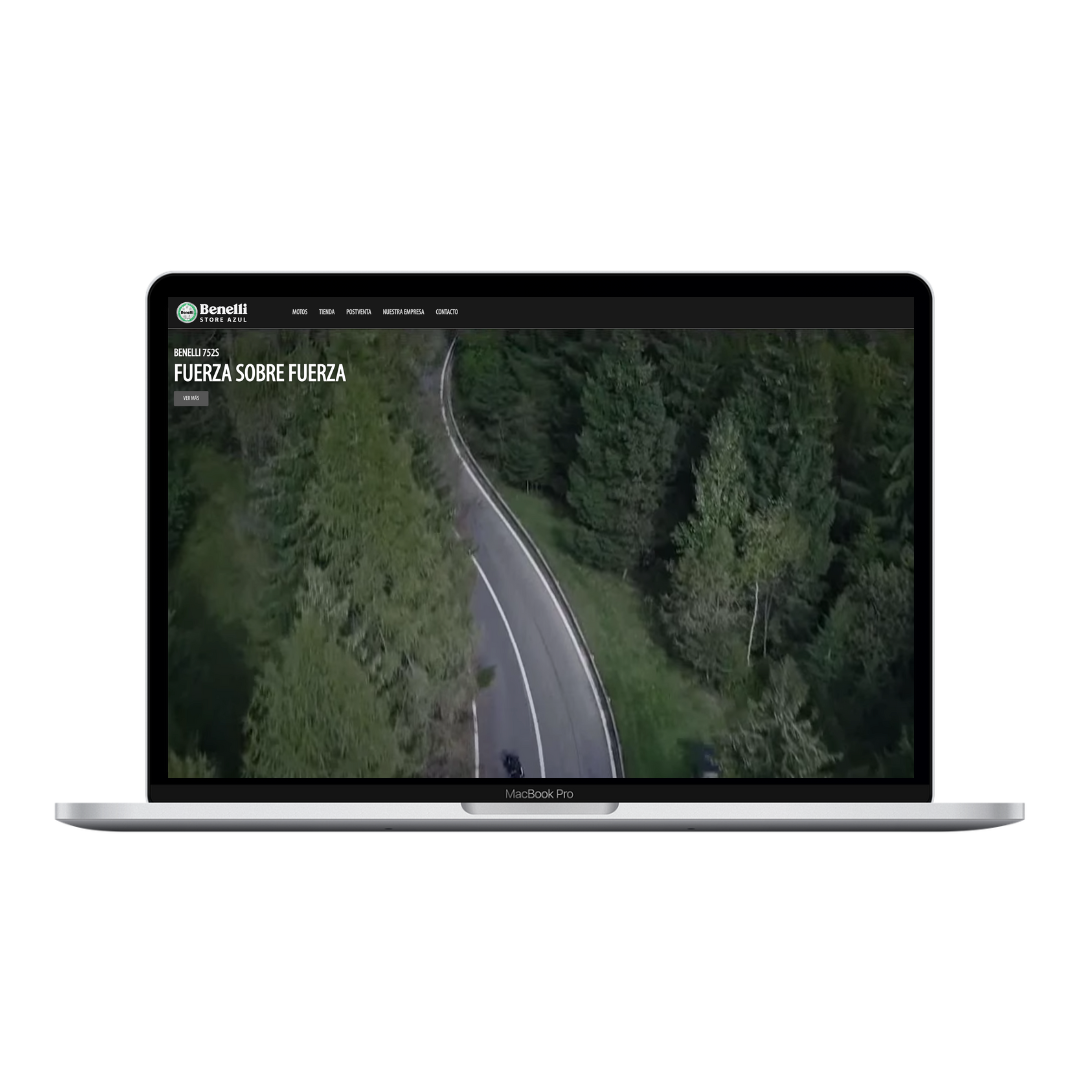 Benelli
STORE AZUL
MOTOS TIENDA POSTVENTA NUESTRA EMPRESA CONTACTO
BENELLI 752S
FUERZA SOBRE FUERZA
VER MÁS
MacBook Pro